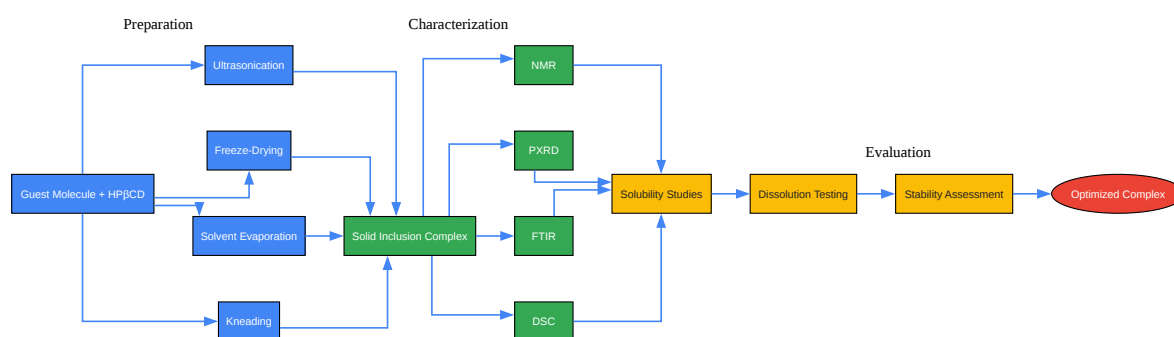 Preparation
Characterization
Ultrasonication
NMR
Freeze-Drying
PXRD
Evaluation
Guest Molecule + HPβCD
Solubility Studies
Dissolution Testing
Stability Assessment
Optimized Complex
Solvent Evaporation
Solid Inclusion Complex
FTIR
Kneading
DSC